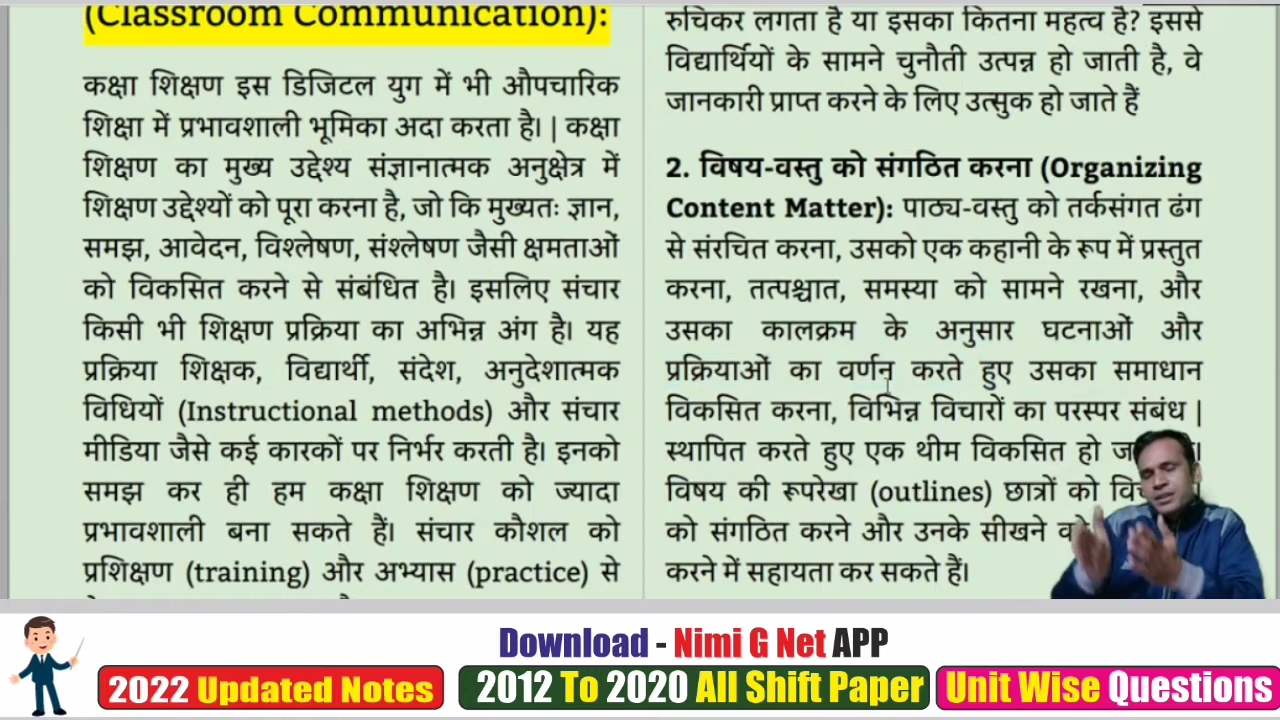 (Classroom Communication):
कक्षा शिक्षण इस डिजिटल युग में भी औपचारिक
शिक्षा में प्रभावशाली भूमिका अदा करता है। | कक्षा
शिक्षण का मुख्य उद्देश्य संज्ञानात्मक अनुक्षेत्र में
शिक्षण उद्देश्यों को पूरा करना है, जो कि मुख्यतः ज्ञान,
समझ, आवेदन, विश्लेषण, संश्लेषण जैसी क्षमताओं
को विकसित करने से संबंधित है। इसलिए संचार
किसी भी शिक्षण प्रक्रिया का अभिन्न अंग है। यह
प्रक्रिया शिक्षक, विद्यार्थी, संदेश, अनुदेशात्मक
विधियों (Instructional methods) और संचार
मीडिया जैसे कई कारकों पर निर्भर करती है। इनको
समझ कर ही हम कक्षा शिक्षण को ज्यादा
प्रभावशाली बना सकते हैं। संचार कौशल को
प्रशिक्षण (training) और अभ्यास (practice) से
रुचिकर लगता है या इसका कितना महत्व है? इससे
विद्यार्थियों के सामने चुनौती उत्पन्न हो जाती है, वे
जानकारी प्राप्त करने के लिए उत्सुक हो जाते हैं
2. विषय-वस्तु को संगठित करना (Organizing
Content Matter): पाठ्य-वस्तु को तर्कसंगत ढंग
से संरचित करना, उसको एक कहानी के रूप में प्रस्तुत
करना, तत्पश्चात, समस्या को सामने रखना, और
उसका कालक्रम के अनुसार घटनाओं और
प्रक्रियाओं का वर्णन करते हुए उसका समाधान
विकसित करना, विभिन्न विचारों का परस्पर संबंध |
स्थापित करते हुए एक थीम विकसित हो
विषय की रूपरेखा (outlines) छात्रों को
को संगठित करने और उनके सीखने
करने में सहायता कर सकते हैं।
Download - Nimi G Net APP
2022 Updated Notes
2012 To 2020 All Shift Paper
Unit Wise Questions